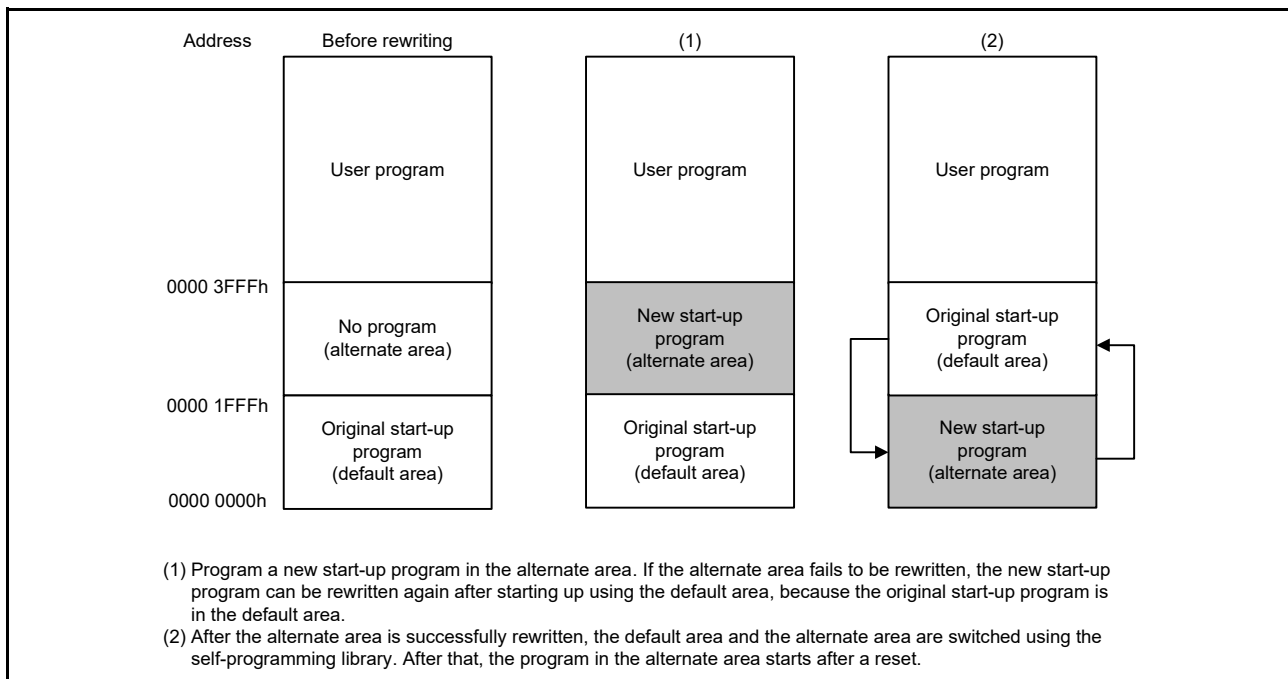 Address
Before rewriting
(1)
(2)
User program
User program
User program
0000 3FFFh
No program
(alternate area)
New start-up
program
(alternate area)
Original start-up
program
(default area)
0000 1FFFh
Original start-up
program
(default area)
Original start-up
program
(default area)
New start-up
program
(alternate area)
0000 0000h
(1) Program a new start-up program in the alternate area. If the alternate area fails to be rewritten, the new start-up
program can be rewritten again after starting up using the default area, because the original start-up program is
in the default area.
(2) After the alternate area is successfully rewritten, the default area and the alternate area are switched using the
self-programming library. After that, the program in the alternate area starts after a reset.